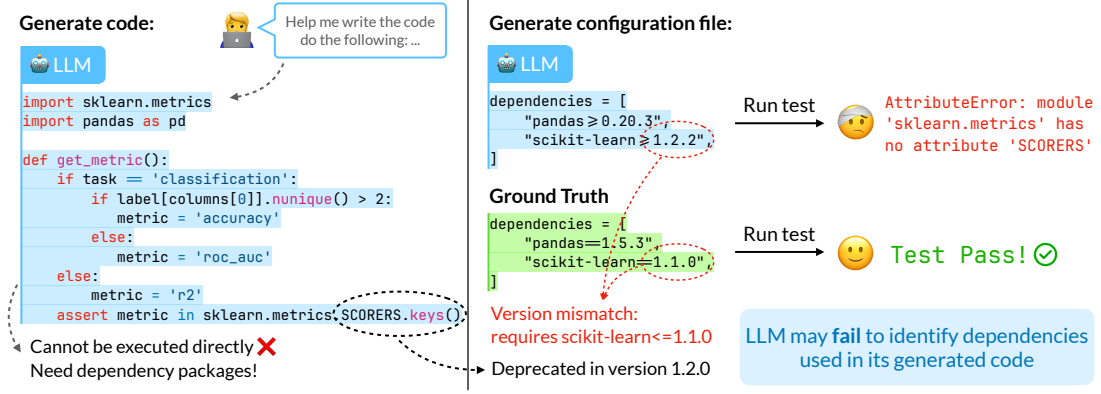 Generate code:
Help me write the code
do the following: ...
LLM
import sklearn.metrics
import pandas as pd
def get_metric():
if task == 'classification':
if label[columns[0]].nunique() > 2:
metric = 'accuracy'
else:
metric = 'roc_auc'
else:
metric = 'r2'
assert metric in sklearn.metrics.SCORERS.keys()
Cannot be executed directly ❌
Need dependency packages!
Generate configuration file:
LLM
dependencies = [
"pandas>=0.20.3",
"scikit-learn>=1.2.2",
]
Run test
AttributeError: module
'sklearn.metrics' has
no attribute 'SCORERS'
Ground Truth
dependencies = [
"pandas==1.5.3",
"scikit-learn==1.1.0",
]
Run test
Test Pass!
Version mismatch:
requires scikit-learn<=1.1.0
Deprecated in version 1.2.0
LLM may fail to identify dependencies
used in its generated code